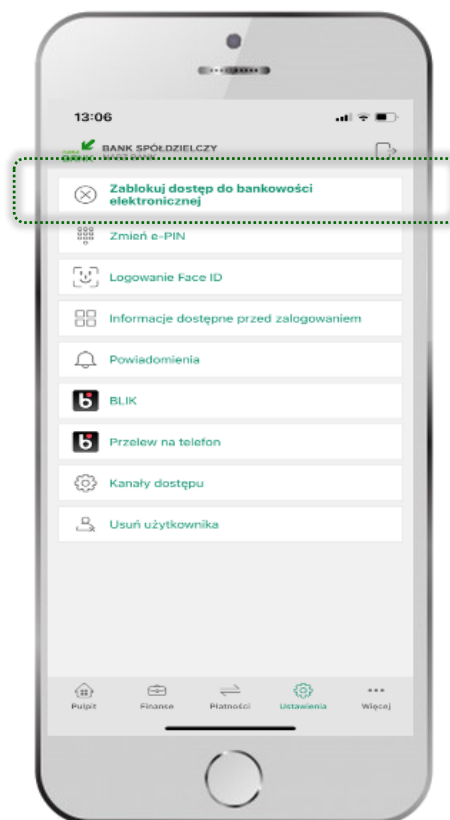 13:06
BANK SPÓŁDZIELCZY
BANK
Zablokuj dostęp do bankowości
elektronicznej
Zmień e-PIN
Logowanie Face ID
Informacje dostępne przed zalogowaniem
Powiadomienia
BLIK
Przelew na telefon
Kanały dostępu
Usuń użytkownika
Pulpit
Finanse
Płatności
Ustawienia
Więcej